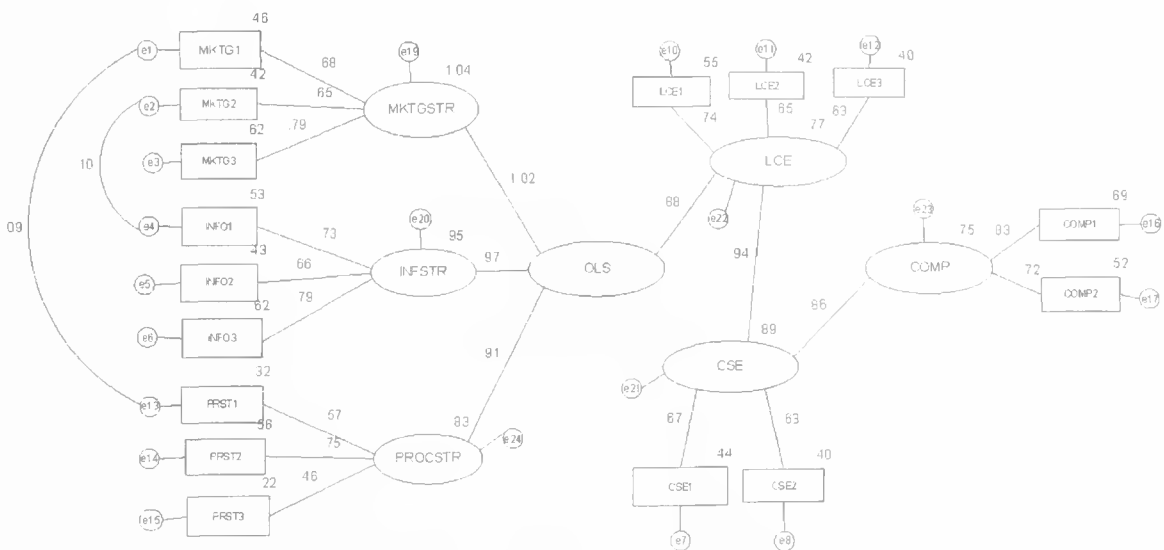 46
e1 MKTG1
68
42
e2 MKTG2
65
62
e3 MKTG3
.79
e19
1.04
MKTGSTR
10
09
53
e4 INFO1
73
43
e5 INFO2
66
62
e6 INFO3
79
e20
95
INFSTR
32
e13 PRST1
57
56
e14 PRST2
75
22
e15 PRST3
46
83
PROCSTR
e24
1.02
97
91
OLS
88
e10
55
LCE1
74
e11
42
LCE2
65
e12
40
LCE3
63
77
LCE
e22
94
89
CSE
e21
67
63
44
CSE1
e7
40
CSE2
e8
86
e23
75
COMP
83
69
COMP1
e16
72
52
COMP2
e17